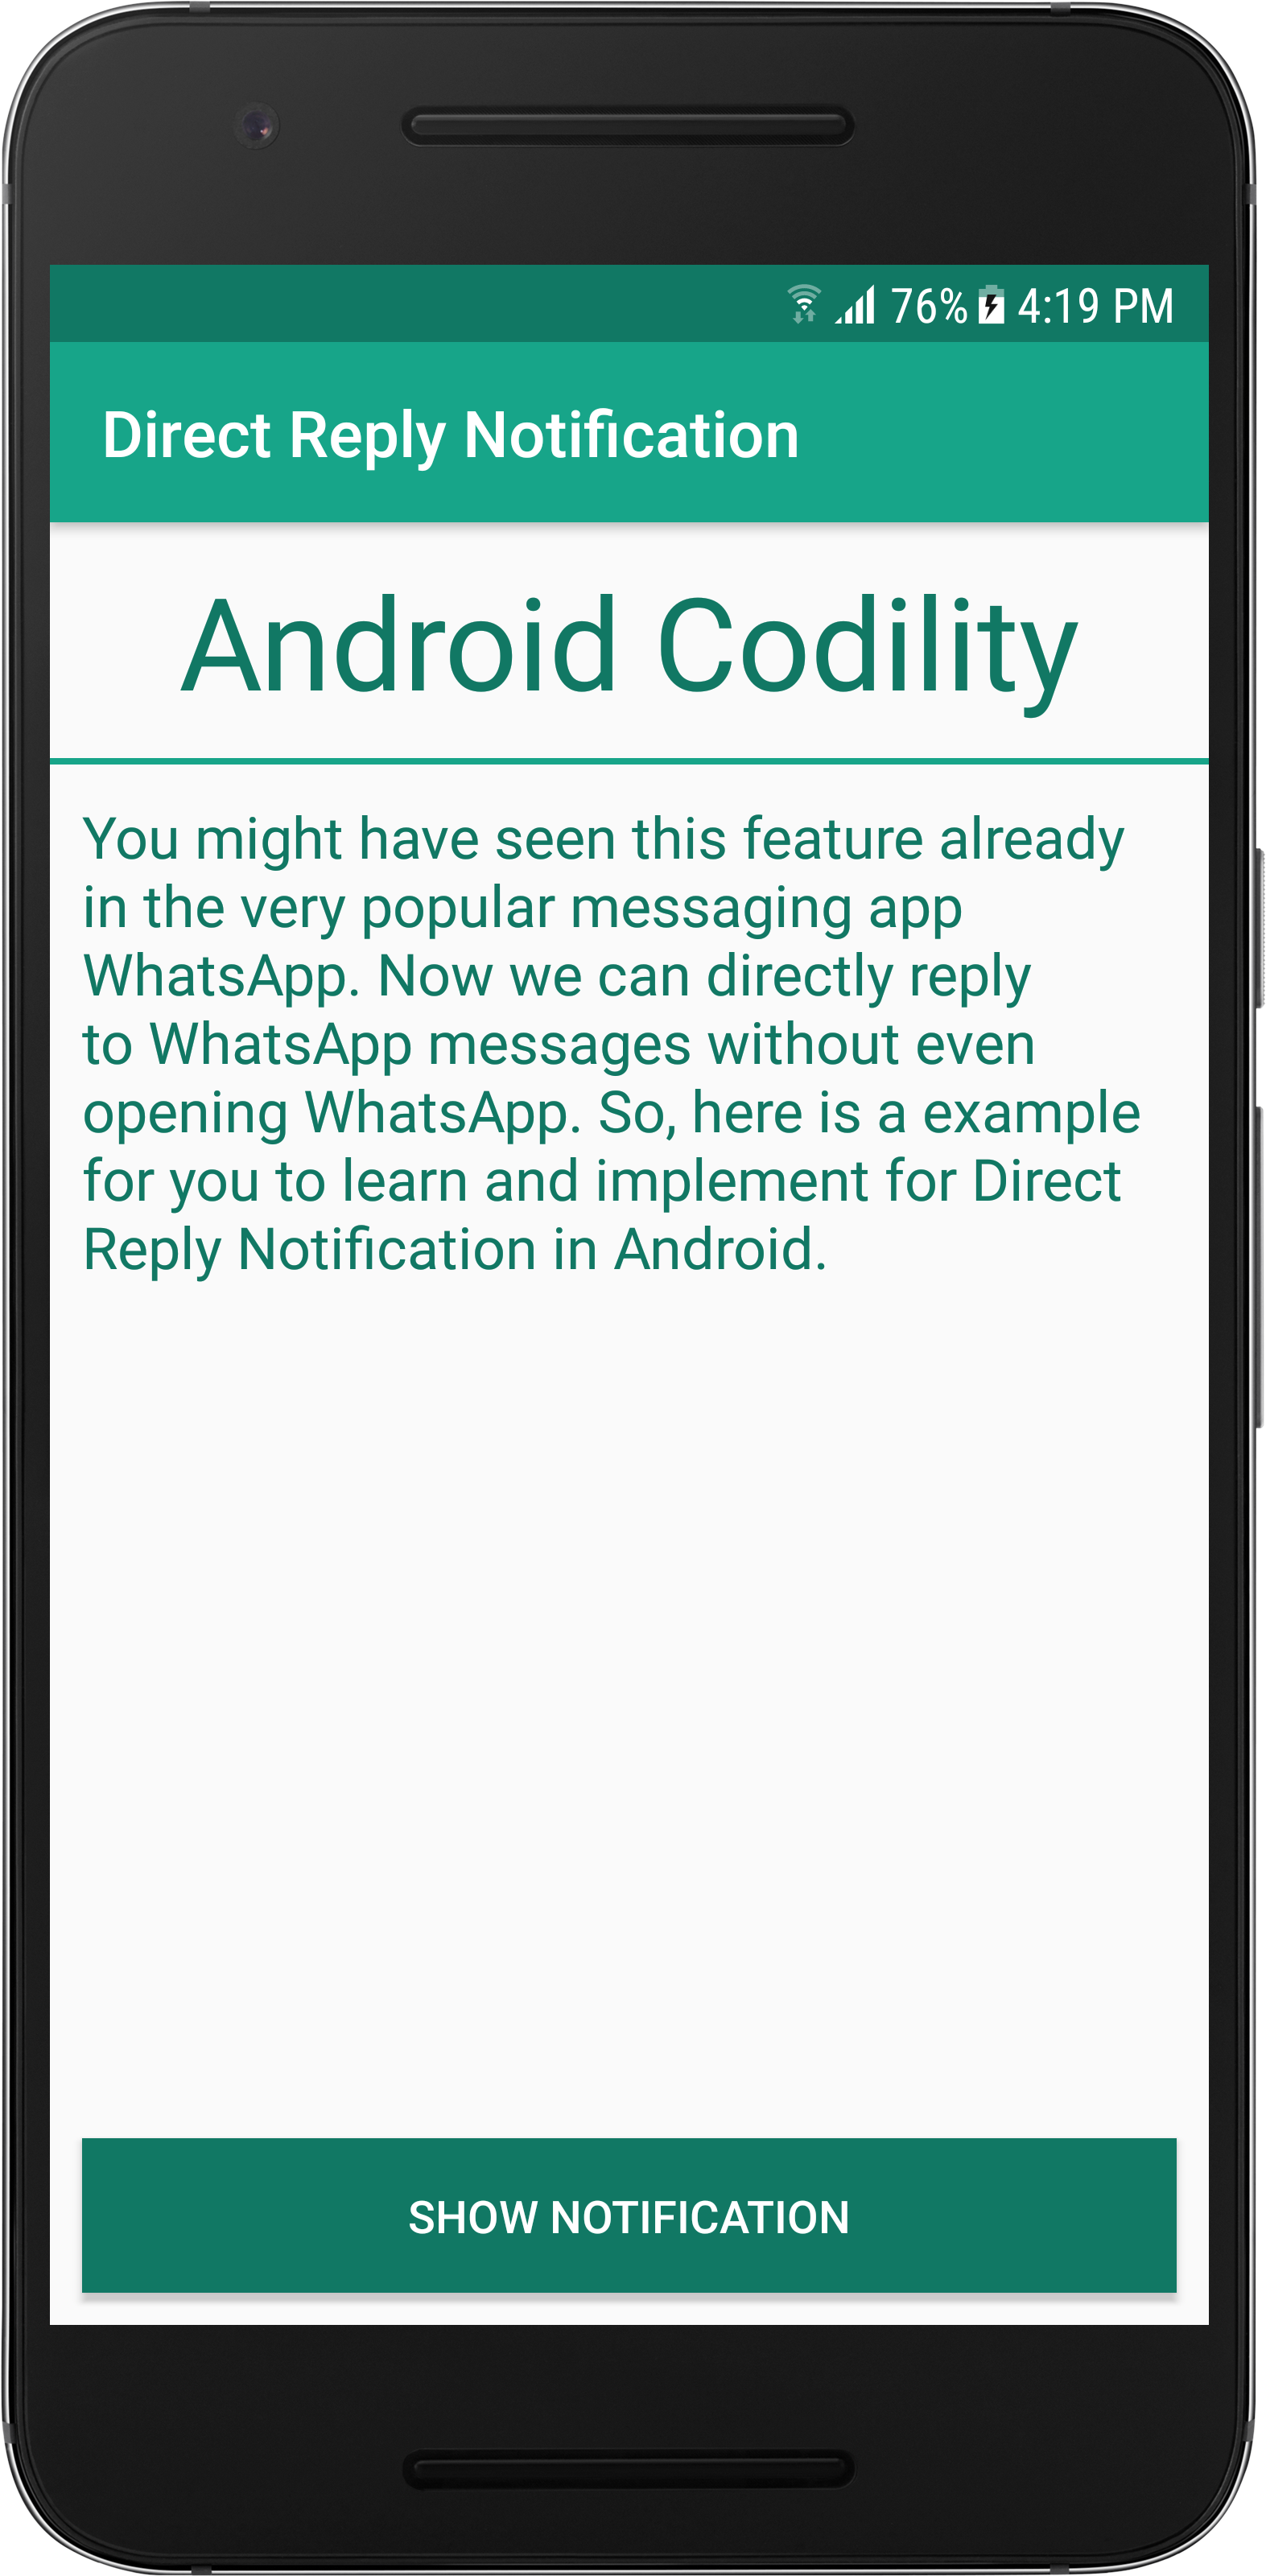 76% 4:19 PM
Direct Reply Notification
Android Codility
You might have seen this feature already
in the very popular messaging app
WhatsApp. Now we can directly reply
to WhatsApp messages without even
opening WhatsApp. So, here is a example
for you to learn and implement for Direct
Reply Notification in Android.
SHOW NOTIFICATION